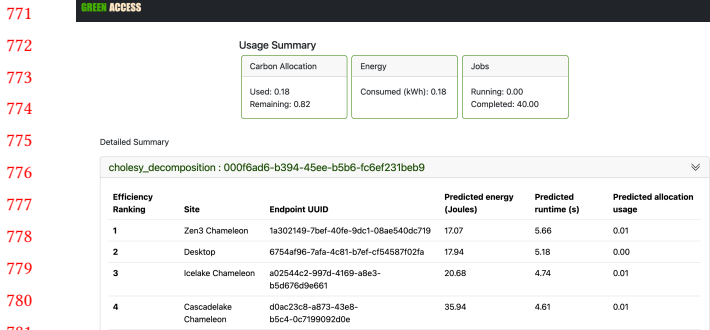 771
GREEN ACCESS
772
Usage Summary
773
Carbon Allocation Energy Jobs
774
Used: 0.18 Consumed (kWh): 0.18 Running: 0.00
Remaining: 0.82 Completed: 40.00
775
Detailed Summary
776
cholesy_decomposition : 000f6ad6-b394-45ee-b5b6-fc6ef231beb9
777
Efficiency Ranking Site Endpoint UUID Predicted energy (Joules) Predicted runtime (s) Predicted allocation usage
778
1 Zen3 Chameleon 1a302149-7bef-40fe-9dc1-08ae540dc719 17.07 5.66 0.01
2 Desktop 6754af96-7afa-4c81-b7ef-cf54587f02fa 17.94 5.18 0.00
779
3 Icelake Chameleon a02544c2-997d-4169-a8e3-b5d676d9e661 20.68 4.74 0.01
780
4 Cascadelake Chameleon d0ac23c8-a873-43e8-b5c4-0c7199092d0e 35.94 4.61 0.01